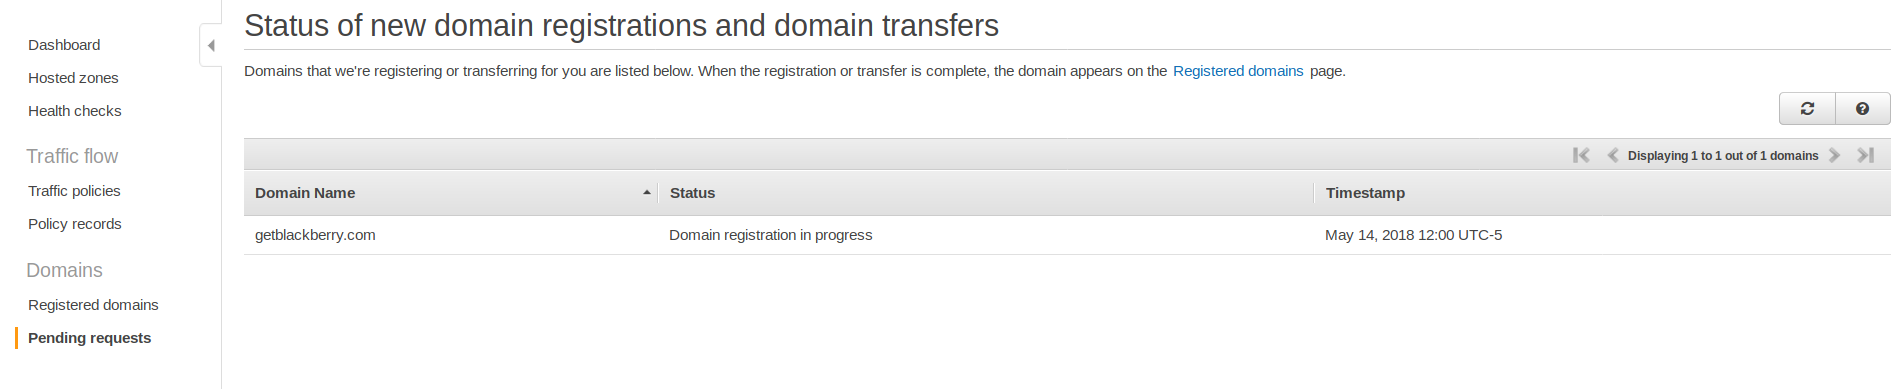 Dashboard
Hosted zones
Health checks
Traffic flow
Traffic policies
Policy records
Domains
Registered domains
Pending requests
Status of new domain registrations and domain transfers
Domains that we're registering or transferring for you are listed below. When the registration or transfer is complete, the domain appears on the Registered domains page.
Displaying 1 to 1 out of 1 domains
Domain Name Status Timestamp
getblackberry.com Domain registration in progress May 14, 2018 12:00 UTC-5